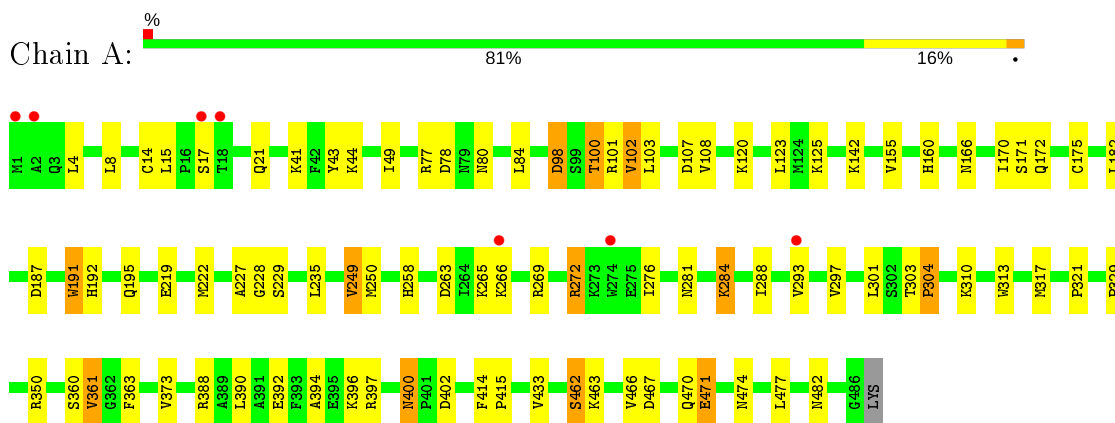 %
Chain A:
81% 16% •
M1 A2 Q3 L4 L8 C14 L15 P16 S17 T18 Q21 K41 F42 Y43 K44 I49 R77 D78 N79 N80 L84 D98 S99 T100 R101 V102 L103 D107 V108 K120 L123 M124 K125 K142 V155 H160 N166 I170 S171 Q172 C175
D187 W191 H192 Q195 E219 M222 A227 G228 S229 L235 V249 M250 H258 D263 I264 K265 K266 R269 R272 K273 W274 E275 I276 N281 K284 I288 V293 V297 L301 S302 T303 P304 K310 W313 M317 P321
R350 S360 V361 G362 F363 V373 R388 A389 L390 A391 E392 F393 A394 E395 K396 R397 N400 P401 D402 F414 P415 V433 S462 K463 V466 D467 Q470 E471 N474 L477 N482 G486 LYS